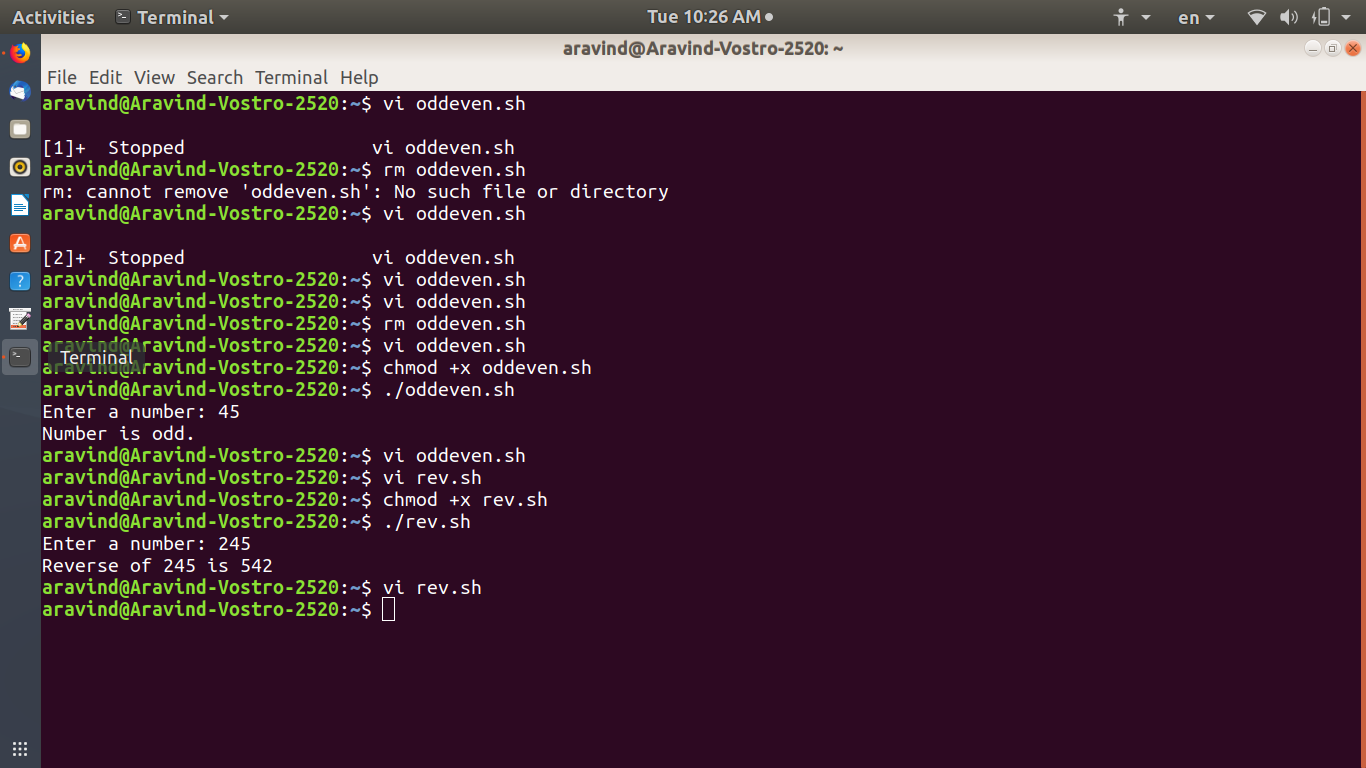 Activities Terminal Tue 10:26 AM en
aravind@Aravind-Vostro-2520: ~
File Edit View Search Terminal Help
aravind@Aravind-Vostro-2520:~$ vi oddeven.sh
[1]+  Stopped                 vi oddeven.sh
aravind@Aravind-Vostro-2520:~$ rm oddeven.sh
rm: cannot remove 'oddeven.sh': No such file or directory
aravind@Aravind-Vostro-2520:~$ vi oddeven.sh
[2]+  Stopped                 vi oddeven.sh
aravind@Aravind-Vostro-2520:~$ vi oddeven.sh
aravind@Aravind-Vostro-2520:~$ vi oddeven.sh
aravind@Aravind-Vostro-2520:~$ rm oddeven.sh
aravind@Aravind-Vostro-2520:~$ vi oddeven.sh
Terminal
aravind@Aravind-Vostro-2520:~$ chmod +x oddeven.sh
aravind@Aravind-Vostro-2520:~$ ./oddeven.sh
Enter a number: 45
Number is odd.
aravind@Aravind-Vostro-2520:~$ vi oddeven.sh
aravind@Aravind-Vostro-2520:~$ vi rev.sh
aravind@Aravind-Vostro-2520:~$ chmod +x rev.sh
aravind@Aravind-Vostro-2520:~$ ./rev.sh
Enter a number: 245
Reverse of 245 is 542
aravind@Aravind-Vostro-2520:~$ vi rev.sh
aravind@Aravind-Vostro-2520:~$